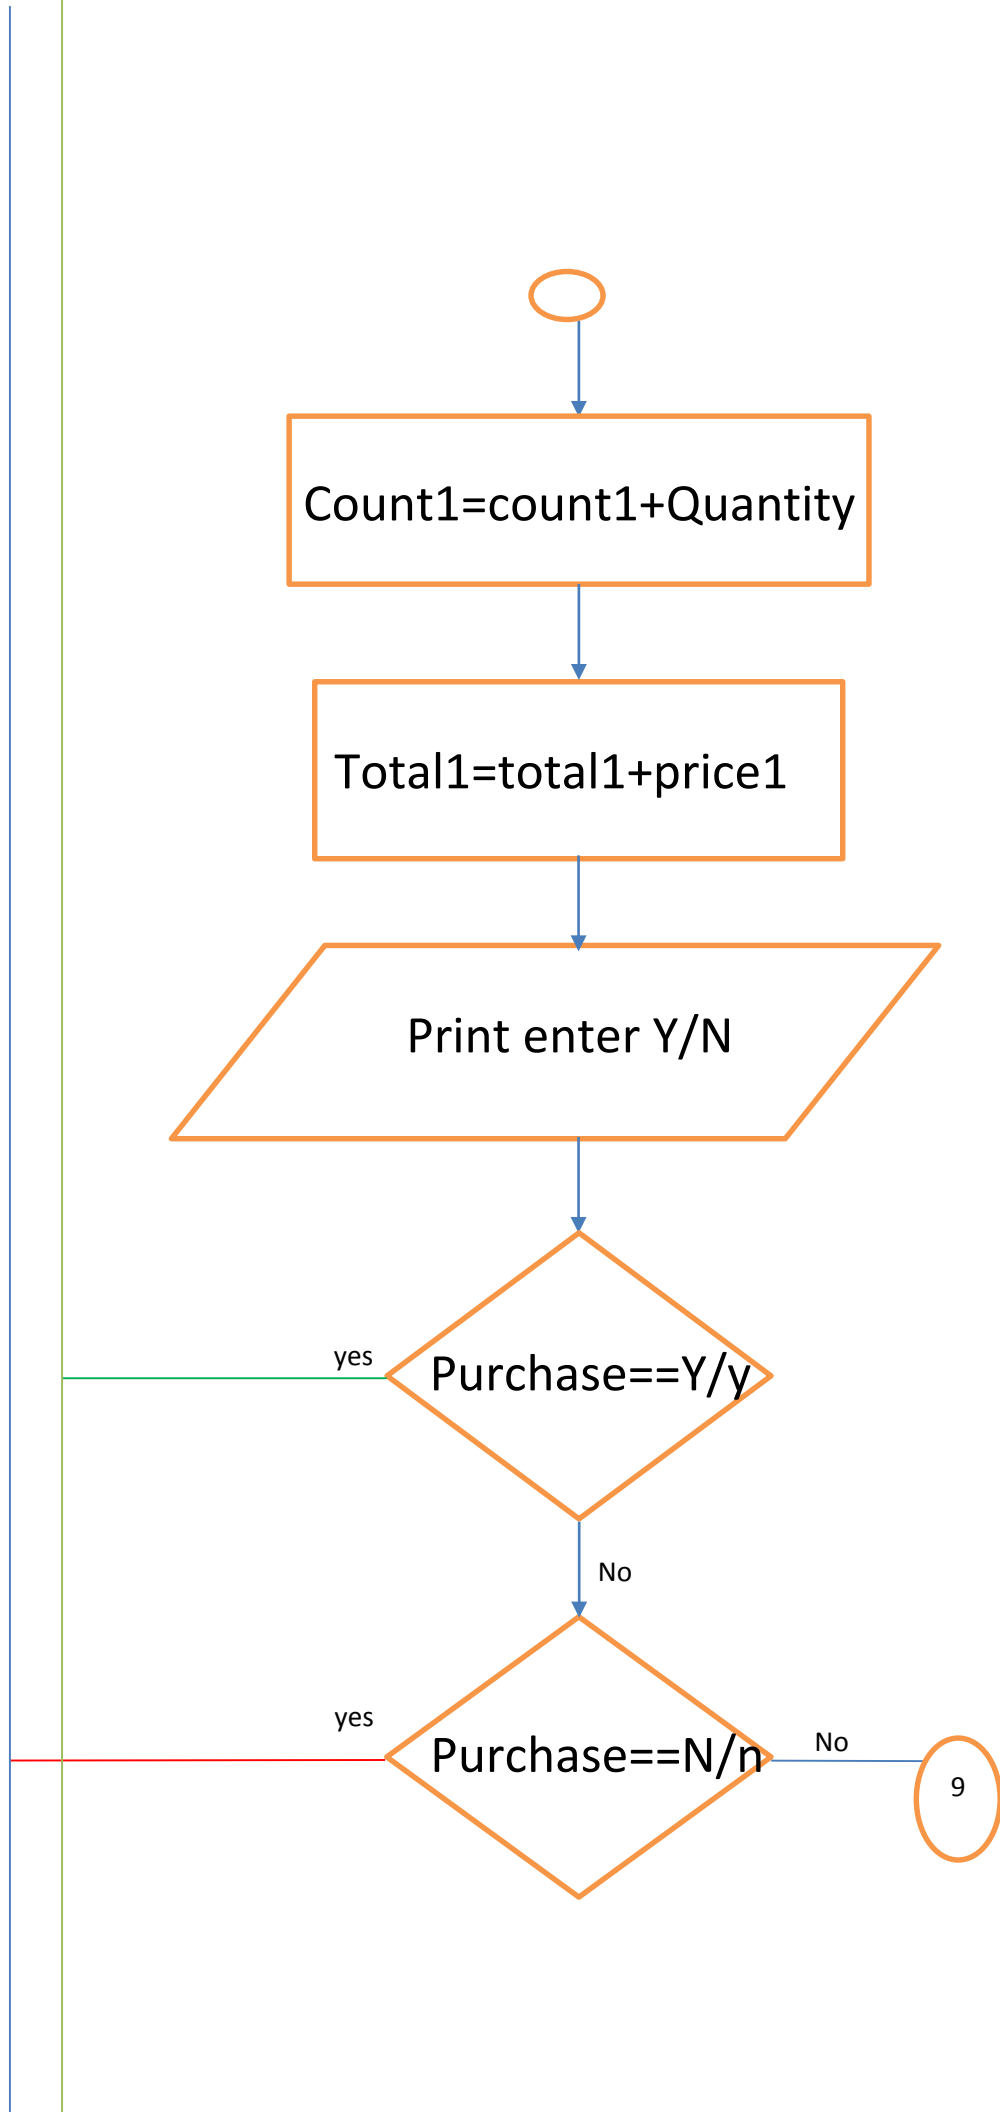 Count1=count1+Quantity
Total1=total1+price1
Print enter Y/N
yes
Purchase==Y/y
No
yes
Purchase==N/n
No
9